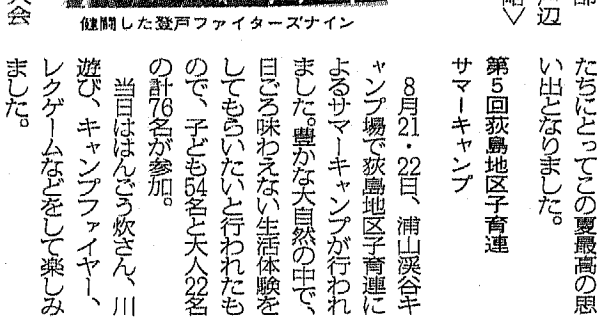 健闘した登戸ファイターズナイン
たちにとってこの夏最高の思
い出となりました。
第5回荻島地区子育連
サマーキャンプ
8月21・22日、浦山渓谷キ
ャンプ場で荻島地区子育連に
よるサマーキャンプが行われ
ました。豊かな大自然の中で、
日ごろ味わえない生活体験を
してもらいたいと行われたも
ので、子ども54名と大人22名
の計76名が参加。
当日ははんごう炊さん、川
遊び、キャンプファイヤー、
レクゲームなどをして楽しみ
ました。